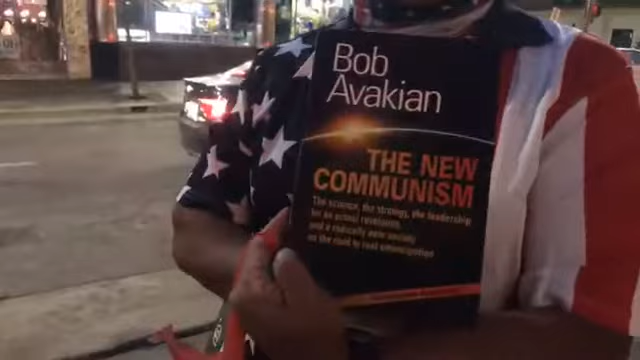 Bob
Avakian
THE NEW
COMMUNISM
The science, the strategy, the leadership
for an actual revolution,
and a radically new society
on the road to real emancipation